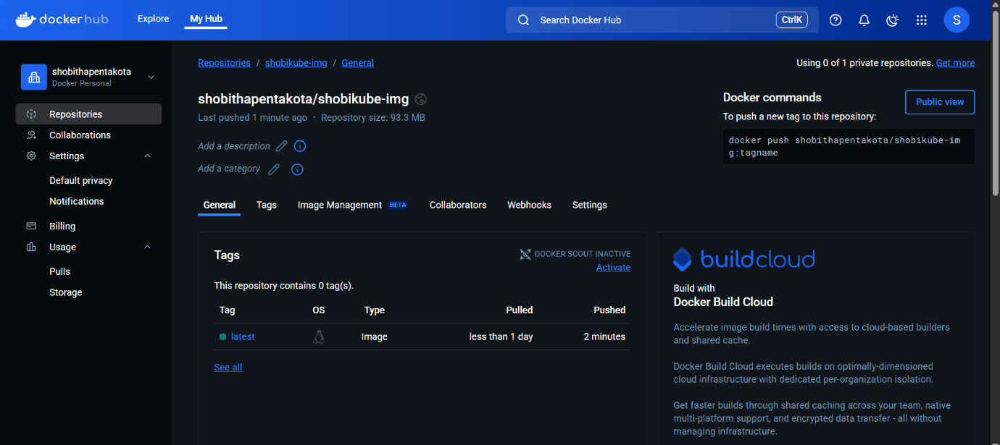 dockerhub
Explore
My Hub
Search Docker Hub
CtrlK
S
shobithapentakota
Docker Personal
Repositories
Collaborations
Settings
Default privacy
Notifications
Billing
Usage
Pulls
Storage
Repositories / shobikube-img / General
Using 0 of 1 private repositories. Get more
shobithapentakota/shobikube-img
Last pushed 1 minute ago • Repository size: 93.3 MB
Add a description
Add a category
Docker commands
Public view
To push a new tag to this repository:
docker push shobithapentakota/shobikube-im
g:tagname
General
Tags
Image Management BETA
Collaborators
Webhooks
Settings
Tags
DOCKER SCOUT INACTIVE
Activate
This repository contains 0 tag(s).
Tag OS Type Pulled Pushed
latest Image less than 1 day 2 minutes
See all
buildcloud
Build with
Docker Build Cloud
Accelerate image build times with access to cloud-based builders
and shared cache.
Docker Build Cloud executes builds on optimally-dimensioned
cloud infrastructure with dedicated per-organization isolation.
Get faster builds through shared caching across your team, native
multi-platform support, and encrypted data transfer - all without
managing infrastructure.